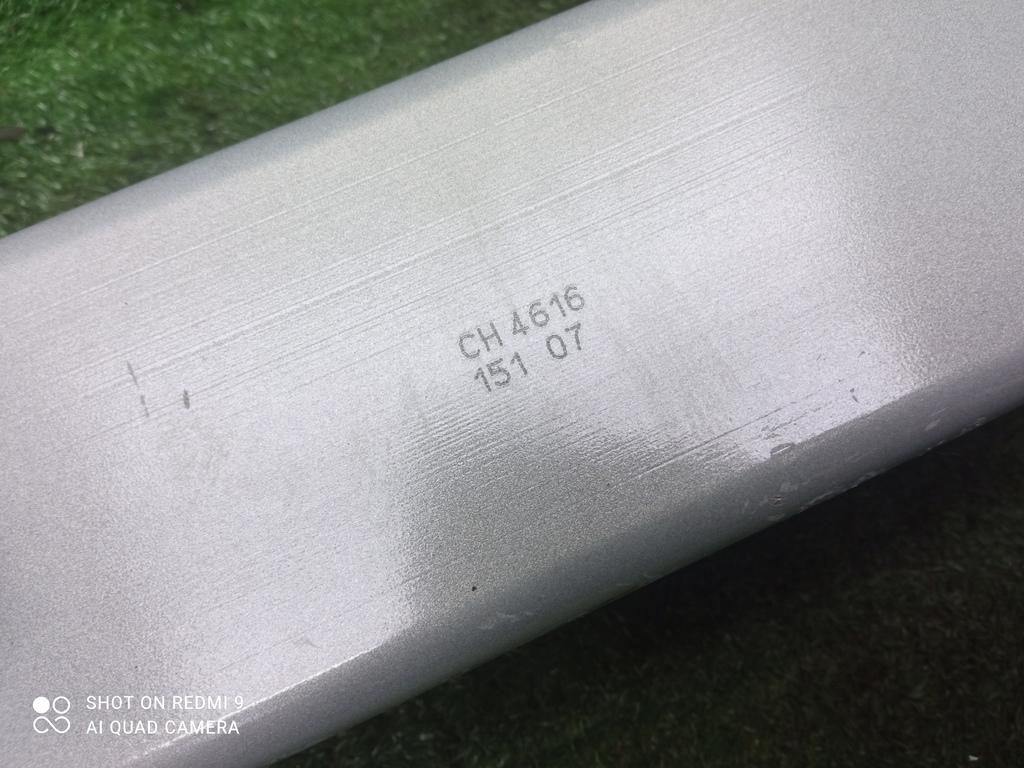 CH 4616
151 07
SHOT ON REDMI 9
AI QUAD CAMERA